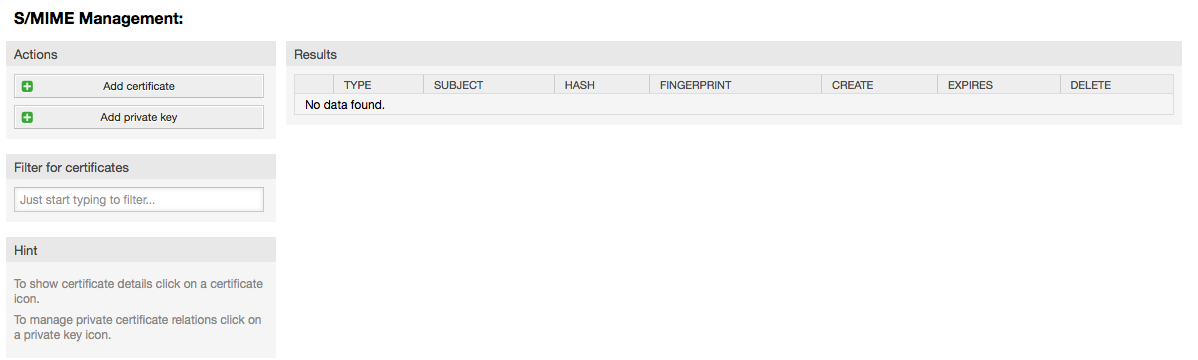 S/MIME Management:
Actions
Add certificate
Add private key
Filter for certificates
Just start typing to filter...
Hint
To show certificate details click on a certificate
icon.
To manage private certificate relations click on
a private key icon.
Results
TYPE SUBJECT HASH FINGERPRINT CREATE EXPIRES DELETE
No data found.